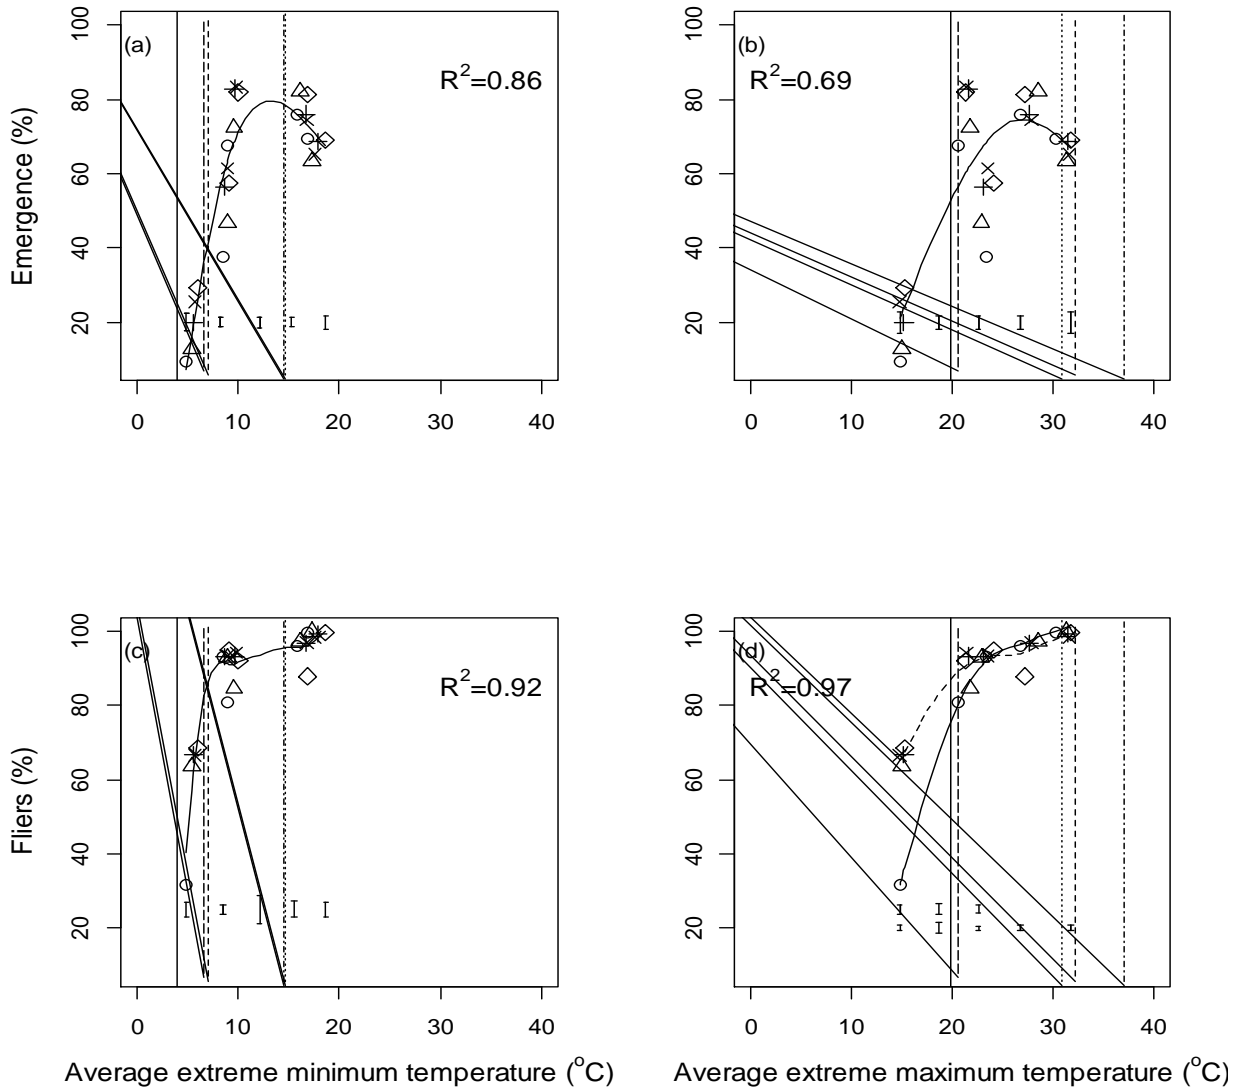 (a)
R²=0.86
Emergence (%)
20 40 60 80 100
0 10 20 30 40
(b)
R²=0.69
20 40 60 80 100
0 10 20 30 40
(c)
R²=0.92
Fliers (%)
20 40 60 80 100
0 10 20 30 40
Average extreme minimum temperature (°C)
(d)
R²=0.97
20 40 60 80 100
0 10 20 30 40
Average extreme maximum temperature (°C)